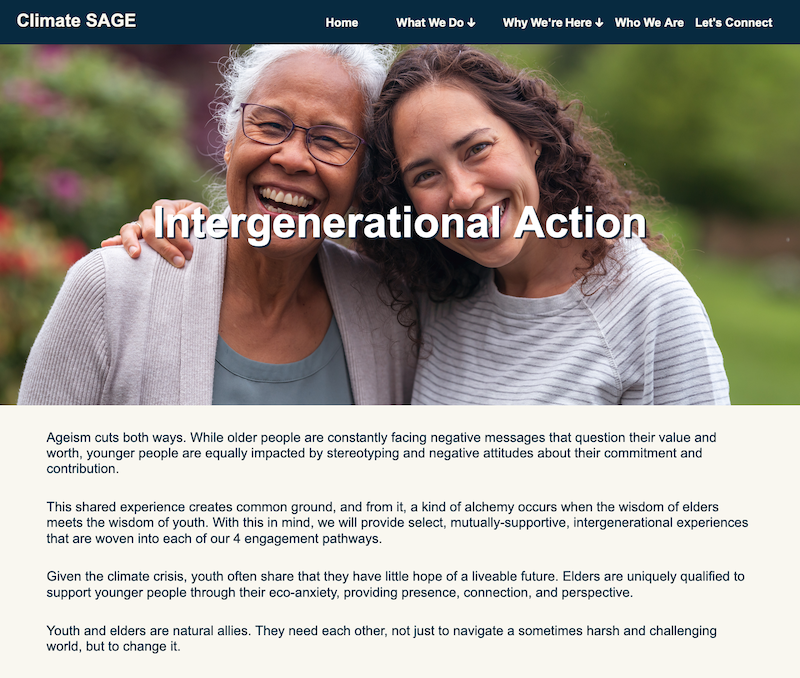 Climate SAGE
Home What We Do ↓ Why We're Here ↓ Who We Are Let's Connect
Intergenerational Action
Ageism cuts both ways. While older people are constantly facing negative messages that question their value and
worth, younger people are equally impacted by stereotyping and negative attitudes about their commitment and
contribution.
This shared experience creates common ground, and from it, a kind of alchemy occurs when the wisdom of elders
meets the wisdom of youth. With this in mind, we will provide select, mutually-supportive, intergenerational experiences
that are woven into each of our 4 engagement pathways.
Given the climate crisis, youth often share that they have little hope of a liveable future. Elders are uniquely qualified to
support younger people through their eco-anxiety, providing presence, connection, and perspective.
Youth and elders are natural allies. They need each other, not just to navigate a sometimes harsh and challenging
world, but to change it.